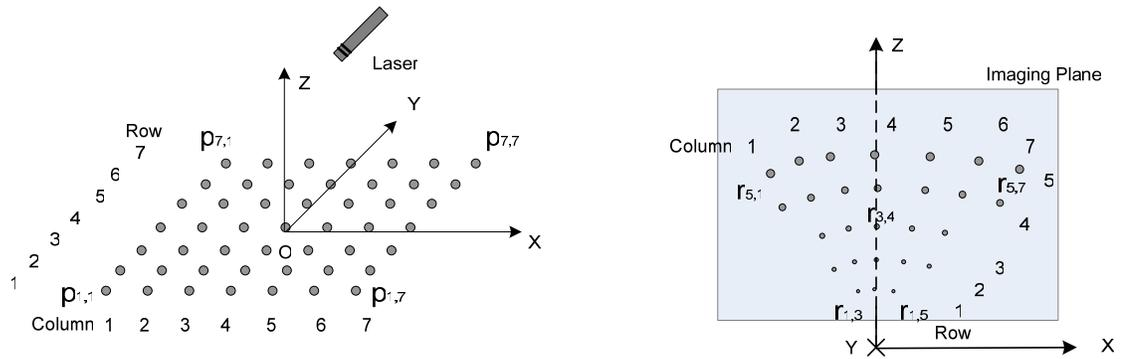 Laser
Z
Y
Row
7
6
5
4
3
2
1
p7,1
p7,7
X
O
p1,1
p1,7
Column 1 2 3 4 5 6 7
Z
Imaging Plane
Column 1 2 3 4 5 6 7
r5,1
r5,7
5
r3,4
4
3
2
1
r1,3
r1,5
Row
Y
X